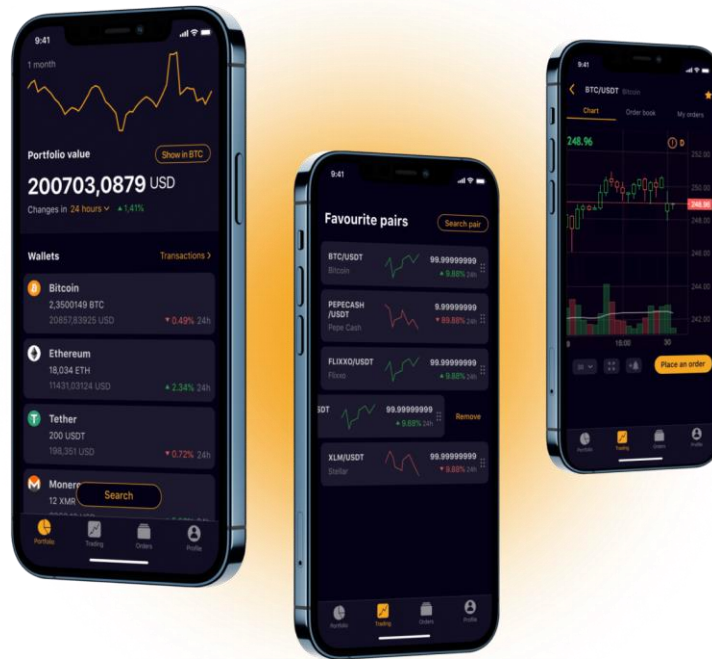 9:41
1 month
Portfolio value
Show in BTC
200703,0879 USD
Changes in 24 hours 1,41%
Wallets
Transactions >
Bitcoin
2,3500149 BTC
20857,83925 USD
▼ 0.49% 24h
Ethereum
18,034 ETH
11431,03124 USD
▲ 2.34% 24h
Tether
200 USDT
198,351 USD
▼ 0.72% 24h
12 XMR
Search
Portfolio
Trading
Orders
Profile
9:41
Favourite pairs
Search pair
BTC/USDT
Bitcoin
99.99999999
▲ 9.88% 24h
PEPECASH
/USDT
Pepe Cash
9.99999999
▼ 99.88% 24h
FLIXXO/USDT
Flixxo
99.99999999
▲ 9.88% 24h
99.99999999
▲ 9.88% 24h
Remove
XLM/USDT
Stellar
99.99999999
▼ 9.88% 24h
Portfolio
Trading
Orders
Profile
9:41
BTC/USDT Bitcoin
Chart
Order book
My orders
248.96
D
252.00
250.00
248.96
246.00
244.00
242.00
15:00
30
Place an order
Portfolio
Trading
Orders
Profile